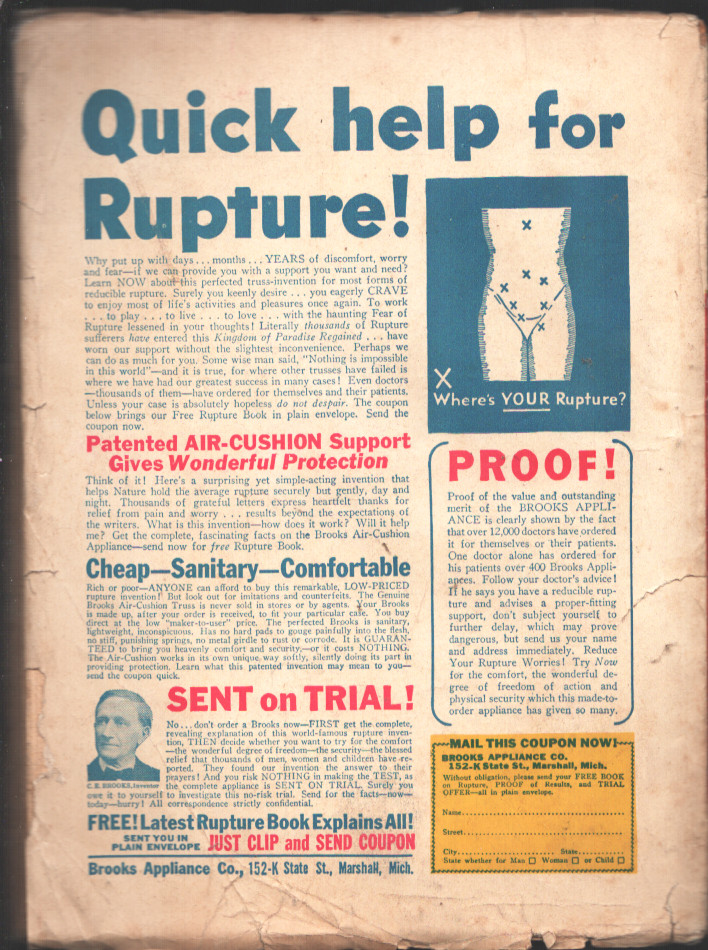 Quick help for
Rupture!
Why put up with days . . . months . . . YEARS of discomfort, worry
and fear—if we can provide you with a support you want and need?
Learn NOW about this perfected truss-invention for most forms of
reducible rupture. Surely you keenly desire . . . you eagerly CRAVE
to enjoy most of life's activities and pleasures once again. To work
. . . to play . . . to live . . . to love . . . with the haunting Fear of
Rupture lessened in your thoughts! Literally thousands of Rupture
sufferers have entered this Kingdom of Paradise Regained . . . have
worn our support without the slightest inconvenience. Perhaps we
can do as much for you. Some wise man said, "Nothing is impossible
in this world"—and it is true, for where other trusses have failed is
where we have had our greatest success in many cases! Even doctors
—thousands of them—have ordered for themselves and their patients.
Unless your case is absolutely hopeless do not despair. The coupon
below brings our Free Rupture Book in plain envelope. Send the
coupon now.
Patented AIR-CUSHION Support
Gives Wonderful Protection
Think of it! Here's a surprising yet simple-acting invention that
helps Nature hold the average rupture securely but gently, day and
night. Thousands of grateful letters express heartfelt thanks for
relief from pain and worry . . . results beyond the expectations of
the writers. What is this invention—how does it work? Will it help
me? Get the complete, fascinating facts on the Brooks Air-Cushion
Appliance—send now for free Rupture Book.
Cheap—Sanitary—Comfortable
Rich or poor—ANYONE can afford to buy this remarkable, LOW-PRICED
rupture invention! But look out for imitations and counterfeits. The Genuine
Brooks Air-Cushion Truss is never sold in stores or by agents. Your Brooks
is made up, after your order is received, to fit your particular case. You buy
direct at the low "maker-to-user" price. The perfected Brooks is sanitary,
lightweight, inconspicuous. Has no hard pads to gouge painfully into the flesh,
no stiff, punishing springs, no metal girdle to rust or corrode. It is GUARAN-
TEED to bring you heavenly comfort and security,—or it costs NOTHING.
The Air-Cushion works in its own unique way softly, silently doing its part in
providing protection. Learn what this patented invention may mean to you—
send the coupon quick.
SENT on TRIAL!
No . . . don't order a Brooks now—FIRST get the complete,
revealing explanation of this world-famous rupture inven-
tion, THEN decide whether you want to try for the comfort
—the wonderful degree of freedom—the security—the blessed
relief that thousands of men, women and children have re-
ported. They found our invention the answer to their
prayers! And you risk NOTHING in making the TEST, as
the complete appliance is SENT ON TRIAL. Surely you
owe it to yourself to investigate this no-risk trial. Send for the facts—now—
today—hurry! All correspondence strictly confidential.
C. E. BROOKS, Inventor
FREE! Latest Rupture Book Explains All!
SENT YOU IN
PLAIN ENVELOPE
JUST CLIP and SEND COUPON
Brooks Appliance Co., 152-K State St., Marshall, Mich.
X
Where's YOUR Rupture?
PROOF!
Proof of the value and outstanding
merit of the BROOKS APPLI-
ANCE is clearly shown by the fact
that over 12,000 doctors have ordered
it for themselves or their patients.
One doctor alone has ordered for
his patients over 400 Brooks Appli-
ances. Follow your doctor's advice!
If he says you have a reducible rup-
ture and advises a proper-fitting
support, don't subject yourself to
further delay, which may prove
dangerous, but send us your name
and address immediately. Reduce
Your Rupture Worries! Try Now
for the comfort, the wonderful de-
gree of freedom of action and
physical security which this made-to-
order appliance has given so many.
MAIL THIS COUPON NOW!
BROOKS APPLIANCE CO.
152-K State St., Marshall, Mich.
Without obligation, please send your FREE BOOK
on Rupture, PROOF of Results, and TRIAL
OFFER—all in plain envelope.
Name
Street
City State
State whether for Man □ Woman □ or Child □